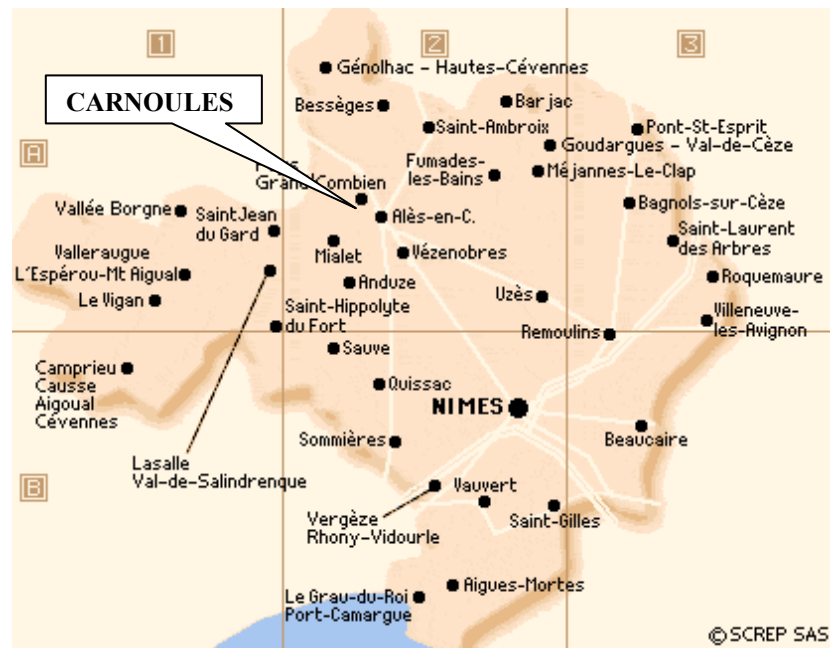 1
2
3
Génolhac – Hautes-Cévennes
CARNOULES
Bessèges
Barjac
Saint-Ambroix
Pont-St-Esprit
A
Goudargues – Val-de-Cèze
Fumades-
les-Bains
Méjannes-Le-Clap
Grand Combien
Vallée Borgne
Saint Jean
du Gard
Alès-en-C.
Bagnols-sur-Cèze
Saint-Laurent
des Arbres
Valleraugue
L'Espérou-Mt Aigual
Mialet
Vézenobres
Roquemaure
Le Vigan
Anduze
Uzès
Saint-Hippolyte
du Fort
Villeneuve-
les-Avignon
Remoulins
Sauve
Camprieu
Causse
Aigoual
Cévennes
Quissac
NIMES
Sommières
Beaucaire
Lasalle
Val-de-Salindrenque
B
Vauvert
Vergèze
Rhony-Vidourle
Saint-Gilles
Aigues-Mortes
Le Grau-du-Roi
Port-Camargue
©SCREP SAS